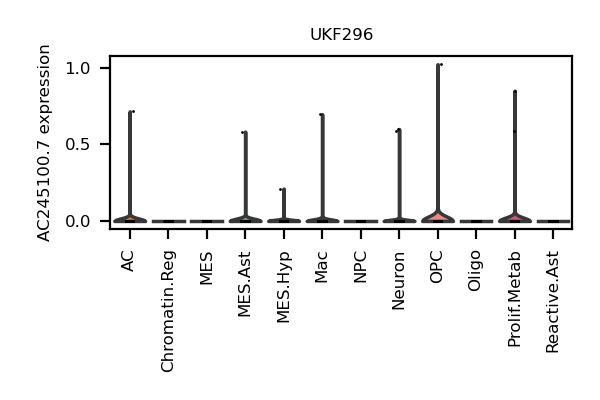 UKF296
AC245100.7 expression
1.0
0.5
0.0
AC
Chromatin.Reg
MES
MES.Ast
MES.Hyp
Mac
NPC
Neuron
OPC
Oligo
Prolif.Metab
Reactive.Ast